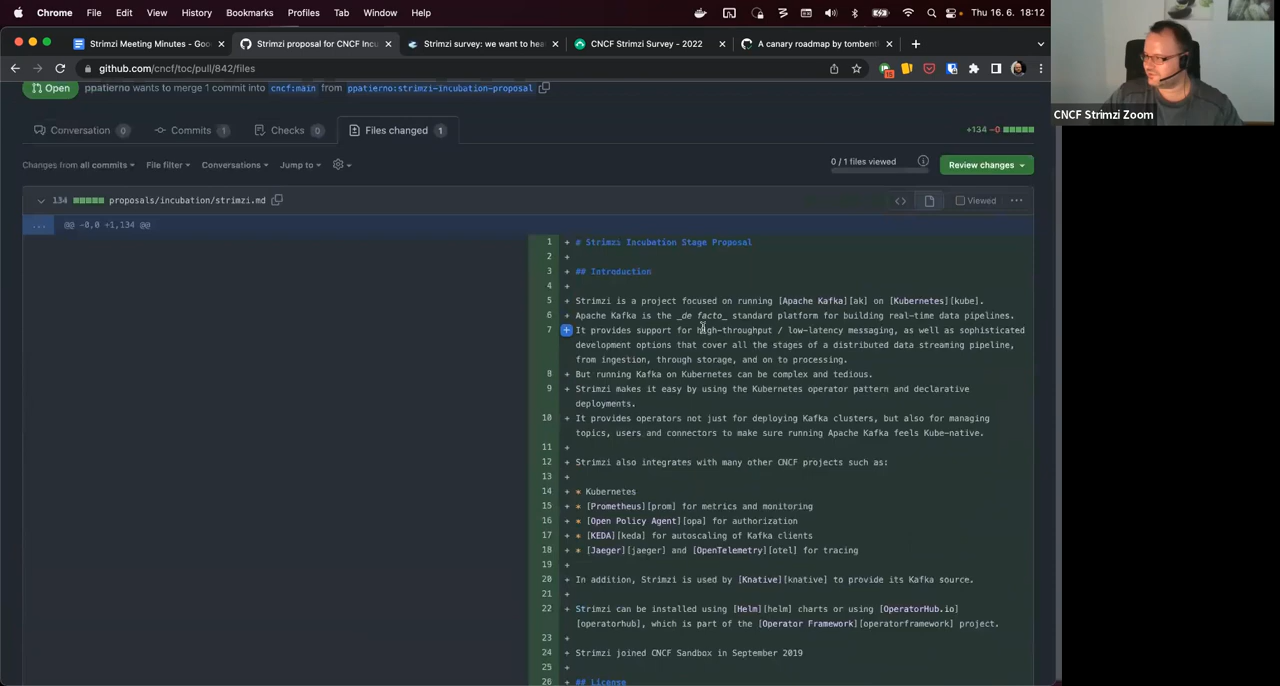 Chrome File Edit View History Bookmarks Profiles Tab Window Help Thu 16. 6. 18:12
Strimzi Meeting Minutes - Goo Strimzi proposal for CNCF Incu Strimzi survey: we want to hea CNCF Strimzi Survey - 2022 A canary roadmap by tombent
github.com/cncf/toc/pull/842/files
CNCF Strimzi Zoom
Open ppatierno wants to merge 1 commit into cncf:main from ppatierno:strimzi-incubation-proposal
Conversation 0 Commits 1 Checks 0 Files changed 1 +134 −0
Changes from all commits File filter Conversations Jump to 0 / 1 files viewed Review changes
134 proposals/incubation/strimzi.md Viewed
... @@ -0,0 +1,134 @@
1 + # Strimzi Incubation Stage Proposal
2 +
3 + ## Introduction
4 +
5 + Strimzi is a project focused on running [Apache Kafka][ak] on [Kubernetes][kube].
6 + Apache Kafka is the _de facto_ standard platform for building real-time data pipelines.
7 + It provides support for high-throughput / low-latency messaging, as well as sophisticated
development options that cover all the stages of a distributed data streaming pipeline,
from ingestion, through storage, and on to processing.
8 + But running Kafka on Kubernetes can be complex and tedious.
9 + Strimzi makes it easy by using the Kubernetes operator pattern and declarative
deployments.
10 + It provides operators not just for deploying Kafka clusters, but also for managing
topics, users and connectors to make sure running Apache Kafka feels Kube-native.
11 +
12 + Strimzi also integrates with many other CNCF projects such as:
13 +
14 + * Kubernetes
15 + * [Prometheus][prom] for metrics and monitoring
16 + * [Open Policy Agent][opa] for authorization
17 + * [KEDA][keda] for autoscaling of Kafka clients
18 + * [Jaeger][jaeger] and [OpenTelemetry][otel] for tracing
19 +
20 + In addition, Strimzi is used by [Knative][knative] to provide its Kafka source.
21 +
22 + Strimzi can be installed using [Helm][helm] charts or using [OperatorHub.io]
[operatorhub], which is part of the [Operator Framework][operatorframework] project.
23 +
24 + Strimzi joined CNCF Sandbox in September 2019
25 +
26 + ## License